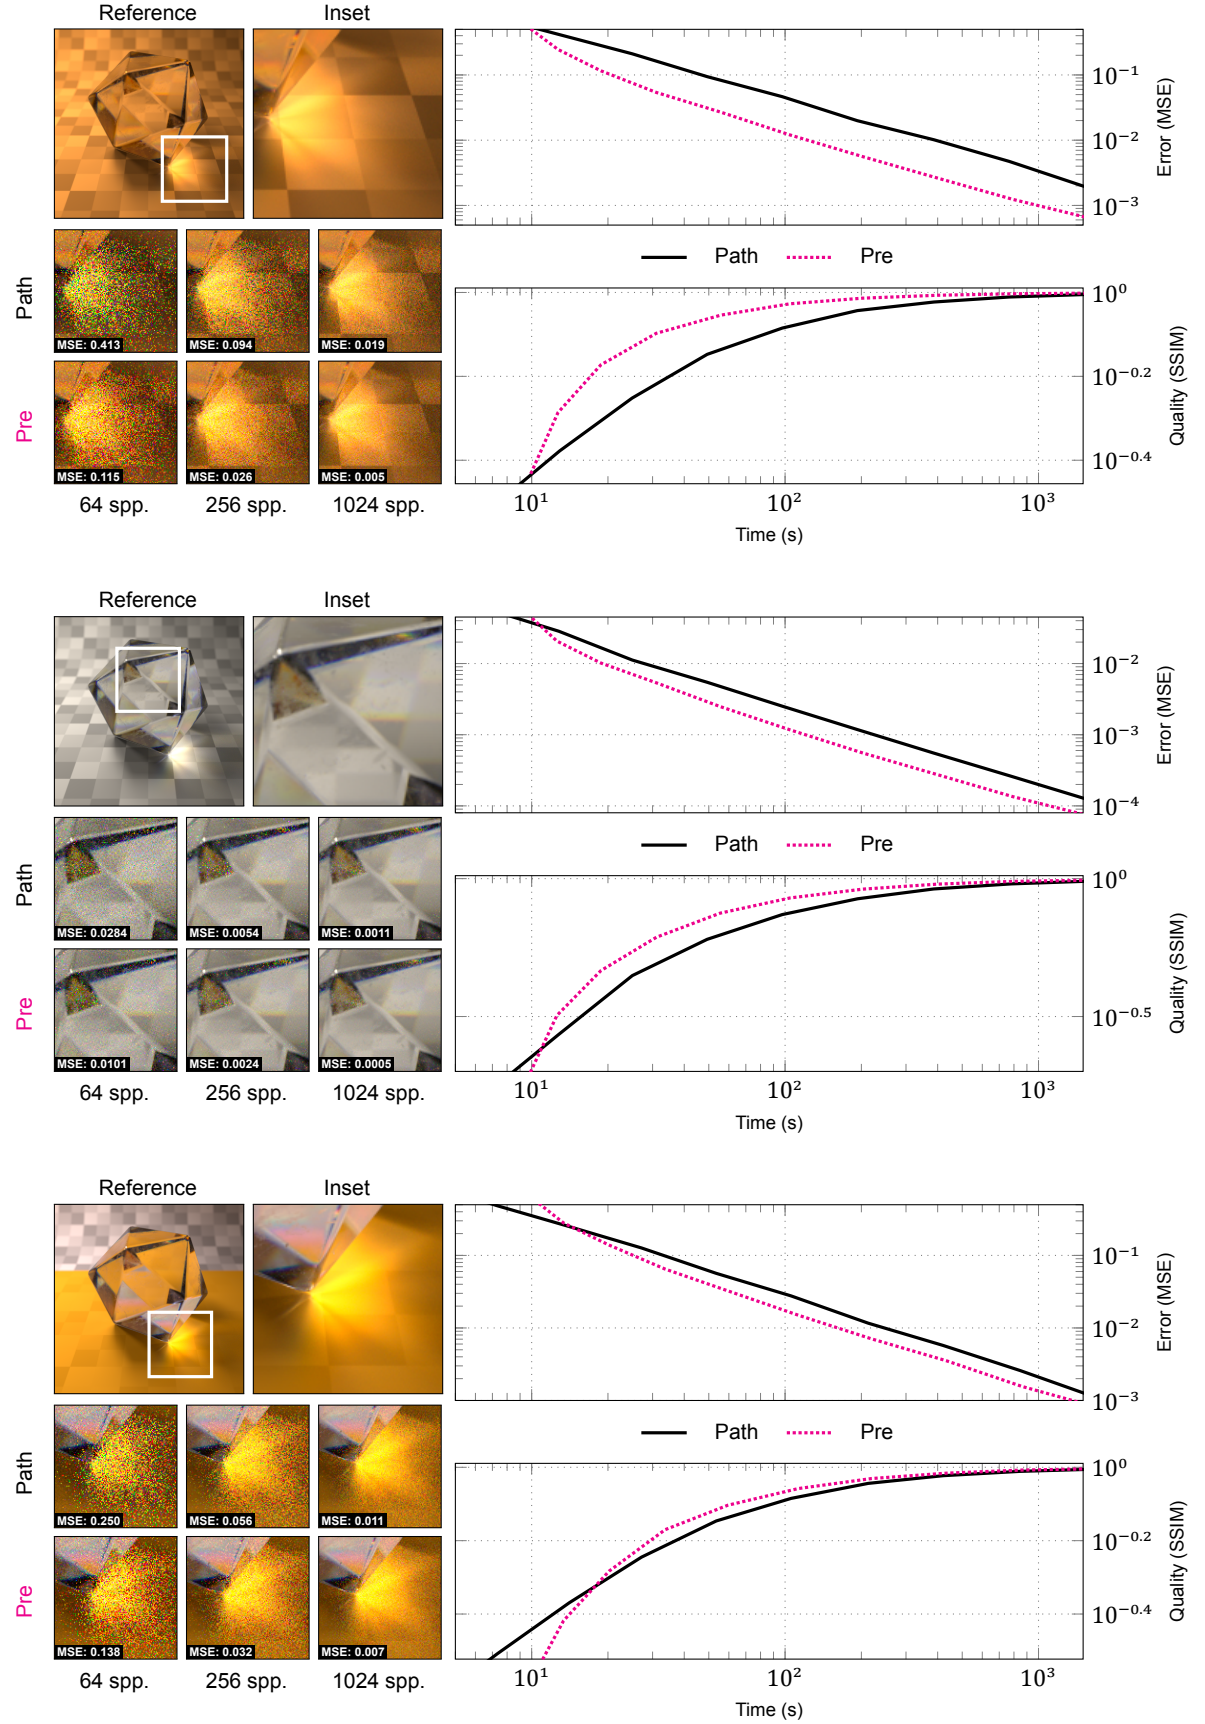 Reference Inset
10⁻¹
10⁻²
10⁻³
Error (MSE)
Path Pre
Path
MSE: 0.413 MSE: 0.094 MSE: 0.019
Pre
MSE: 0.115 MSE: 0.026 MSE: 0.005
64 spp. 256 spp. 1024 spp.
10⁰
10⁻⁰·²
10⁻⁰·⁴
Quality (SSIM)
10¹ 10² 10³
Time (s)
Reference Inset
10⁻²
10⁻³
10⁻⁴
Error (MSE)
Path Pre
Path
MSE: 0.0284 MSE: 0.0054 MSE: 0.0011
Pre
MSE: 0.0101 MSE: 0.0024 MSE: 0.0005
64 spp. 256 spp. 1024 spp.
10⁰
10⁻⁰·⁵
Quality (SSIM)
10¹ 10² 10³
Time (s)
Reference Inset
10⁻¹
10⁻²
10⁻³
Error (MSE)
Path Pre
Path
MSE: 0.250 MSE: 0.056 MSE: 0.011
Pre
MSE: 0.138 MSE: 0.032 MSE: 0.007
64 spp. 256 spp. 1024 spp.
10⁰
10⁻⁰·²
10⁻⁰·⁴
Quality (SSIM)
10¹ 10² 10³
Time (s)